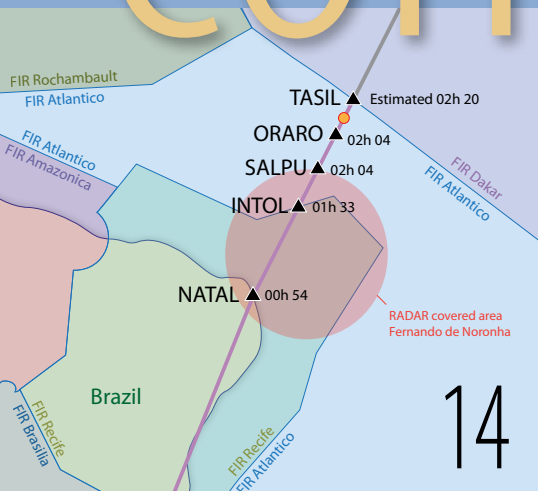 FIR Rochambault
FIR Atlantico
TASIL
Estimated 02h 20
ORARO
02h 04
FIR Atlantico
FIR Amazonica
SALPU
02h 04
FIR Dakar
FIR Atlantico
INTOL
01h 33
NATAL
00h 54
RADAR covered area
Fernando de Noronha
Brazil
14
FIR Recife
FIR Brasília
FIR Recife
FIR Atlantico